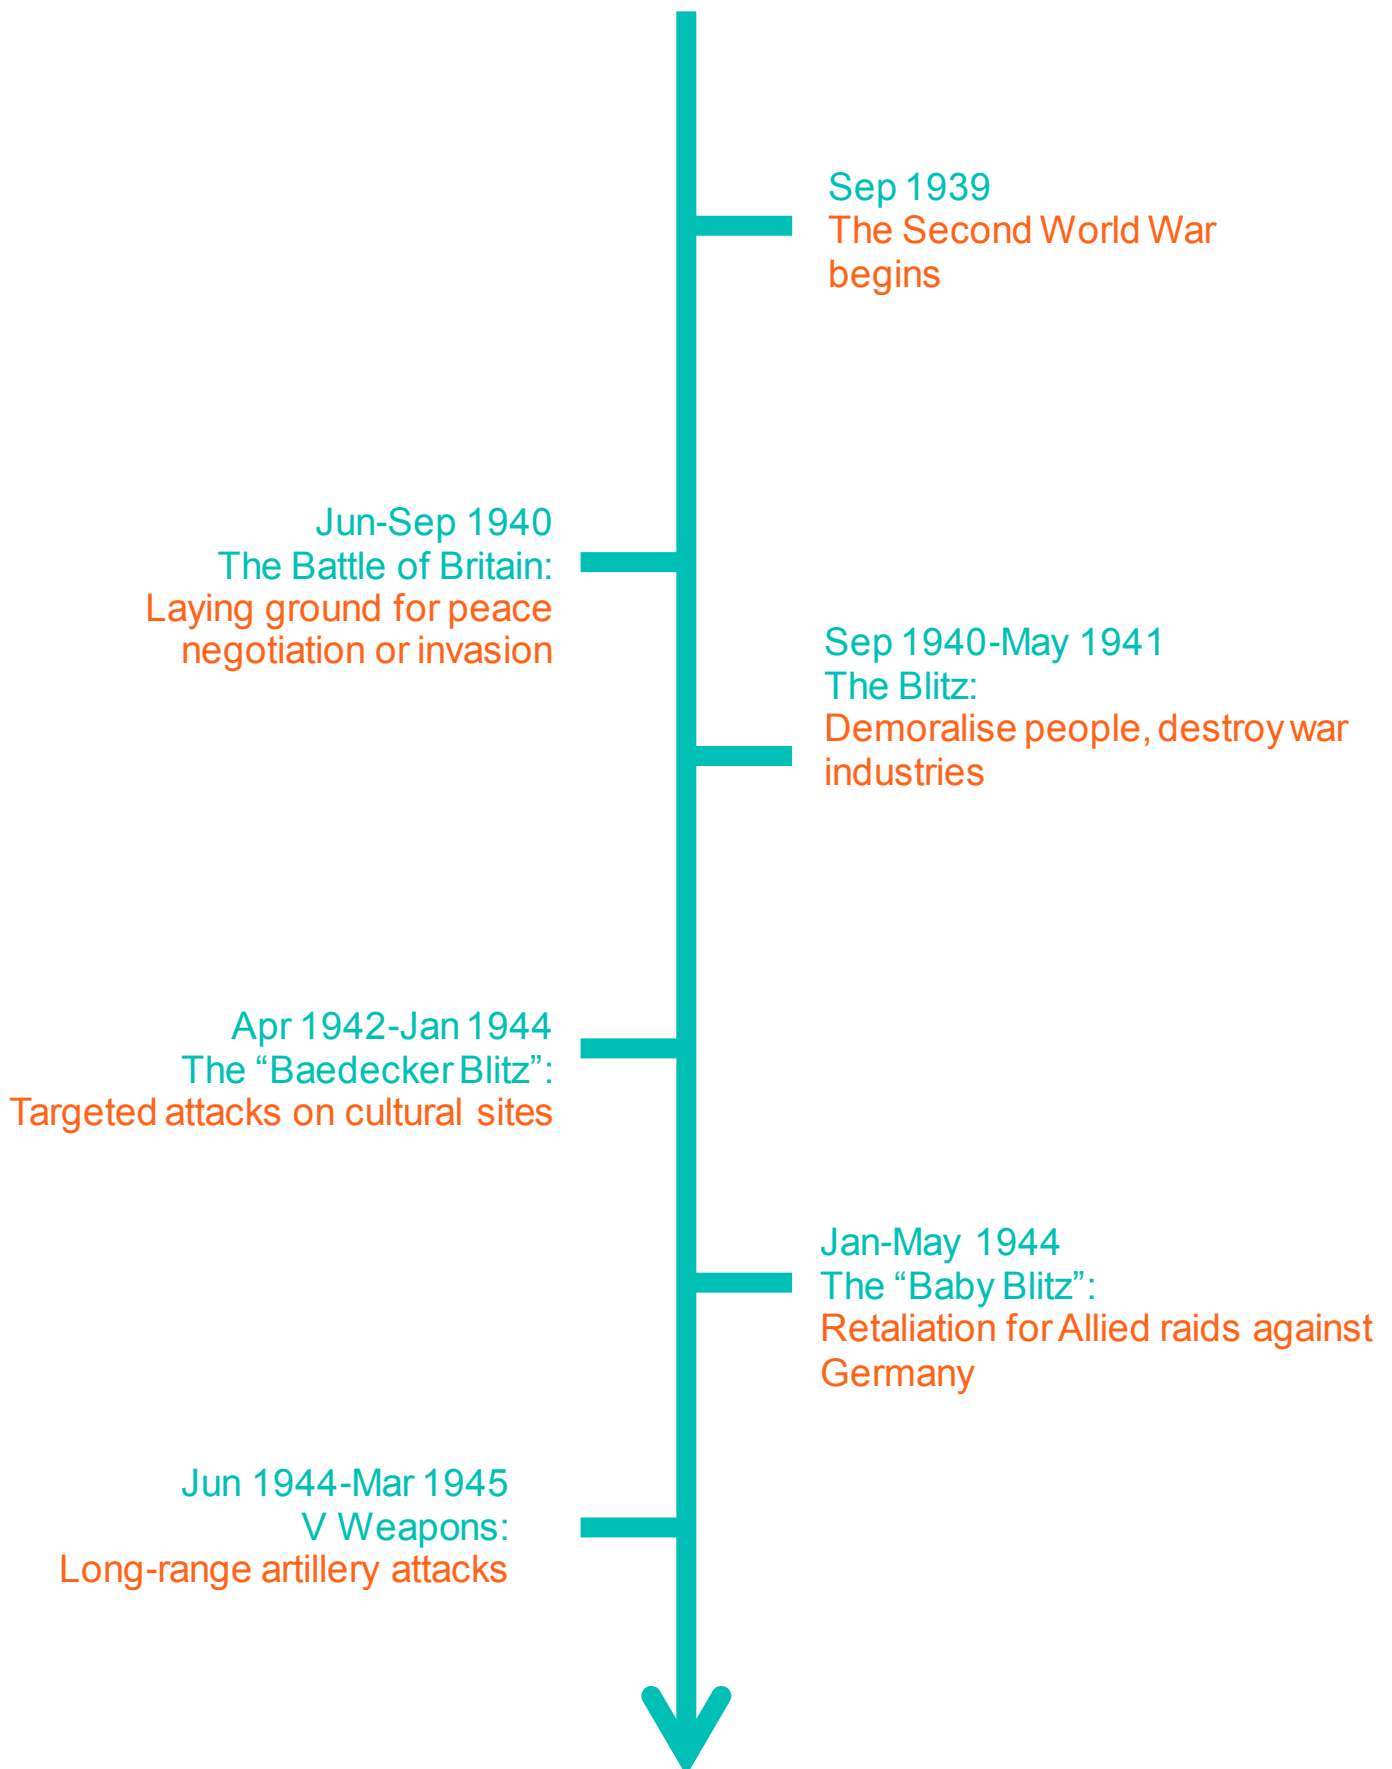 Sep 1939
The Second World War
begins
Jun-Sep 1940
The Battle of Britain:
Laying ground for peace
negotiation or invasion
Sep 1940-May 1941
The Blitz:
Demoralise people, destroy war
industries
Apr 1942-Jan 1944
The “Baedecker Blitz”:
Targeted attacks on cultural sites
Jan-May 1944
The “Baby Blitz”:
Retaliation for Allied raids against
Germany
Jun 1944-Mar 1945
V Weapons:
Long-range artillery attacks